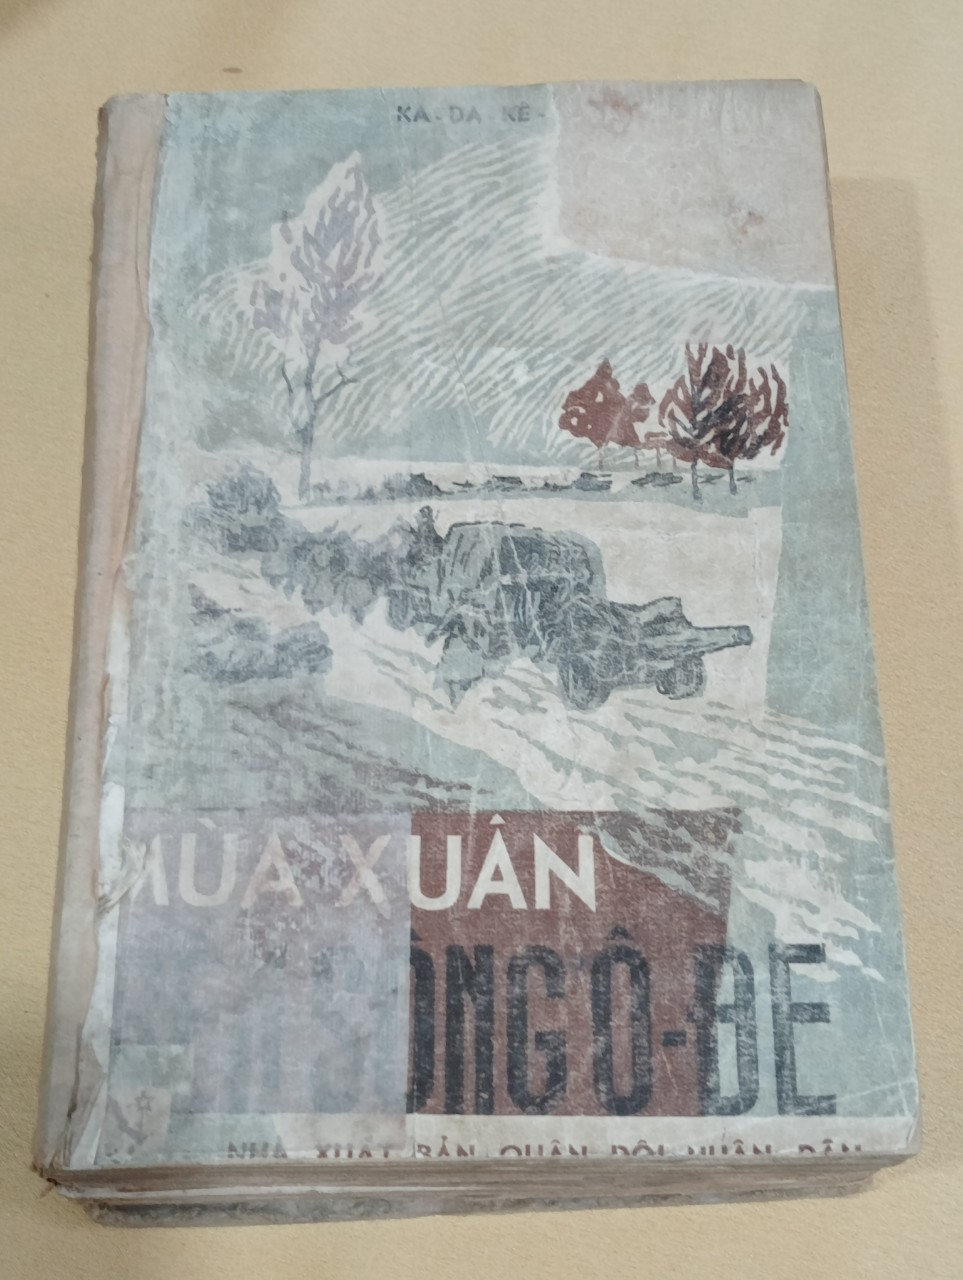 KA-DA KÊ-
MÙA XUÂN
ÔNG Ô-ĐE
NHÀ XUẤT BẢN QUÂN ĐỘI NHÂN DÂN